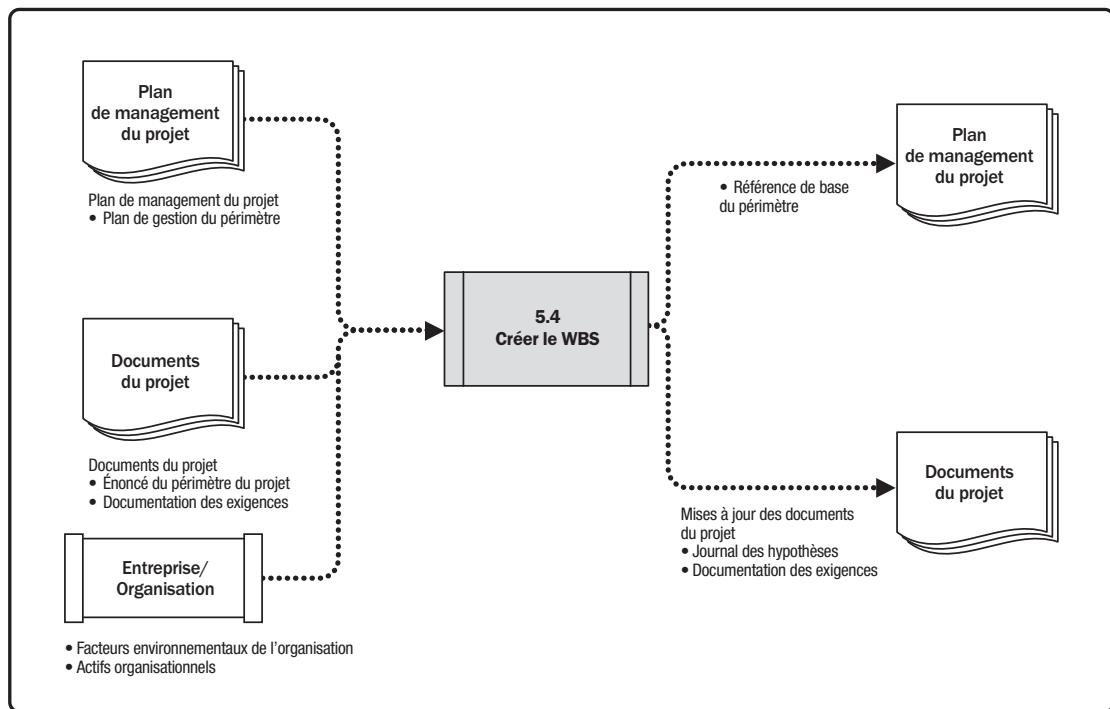 Plan
de management
du projet
Plan de management du projet
• Plan de gestion du périmètre
Documents
du projet
Documents du projet
• Énoncé du périmètre du projet
• Documentation des exigences
Entreprise/
Organisation
• Facteurs environnementaux de l’organisation
• Actifs organisationnels
5.4
Créer le WBS
• Référence de base
du périmètre
Plan
de management
du projet
Mises à jour des documents
du projet
• Journal des hypothèses
• Documentation des exigences
Documents
du projet